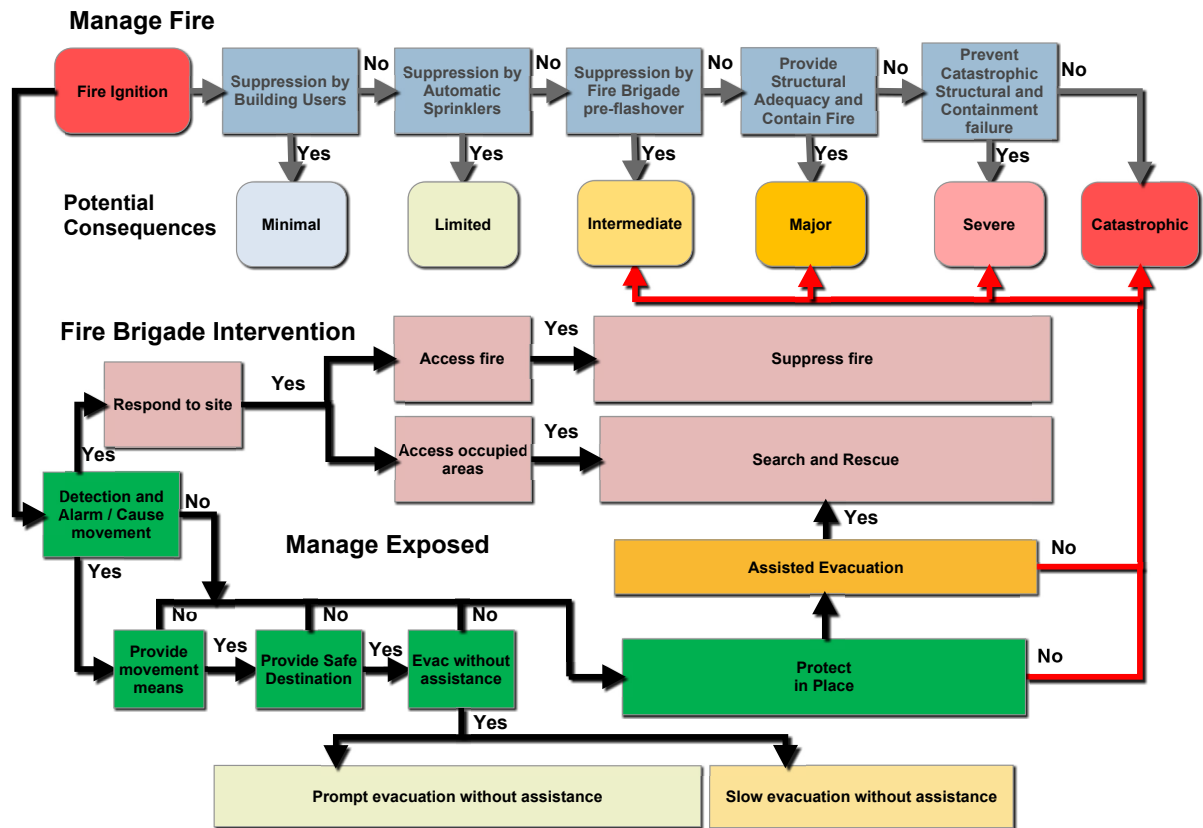 Manage Fire
Fire Ignition
Suppression by
Building Users
No
Suppression by
Automatic
Sprinklers
No
Suppression by
Fire Brigade
pre-flashover
No
Provide
Structural
Adequacy and
Contain Fire
No
Prevent
Catastrophic
Structural and
Containment
failure
No
Yes
Yes
Yes
Yes
Yes
Potential
Consequences
Minimal
Limited
Intermediate
Major
Severe
Catastrophic
Fire Brigade Intervention
Respond to site
Yes
Access fire
Yes
Suppress fire
Access occupied
areas
Yes
Search and Rescue
Yes
Detection and
Alarm / Cause
movement
No
Yes
Manage Exposed
Yes
Assisted Evacuation
No
No
No
No
Provide
movement
means
Yes
Provide Safe
Destination
Yes
Evac without
assistance
Protect
in Place
No
Yes
Prompt evacuation without assistance
Slow evacuation without assistance